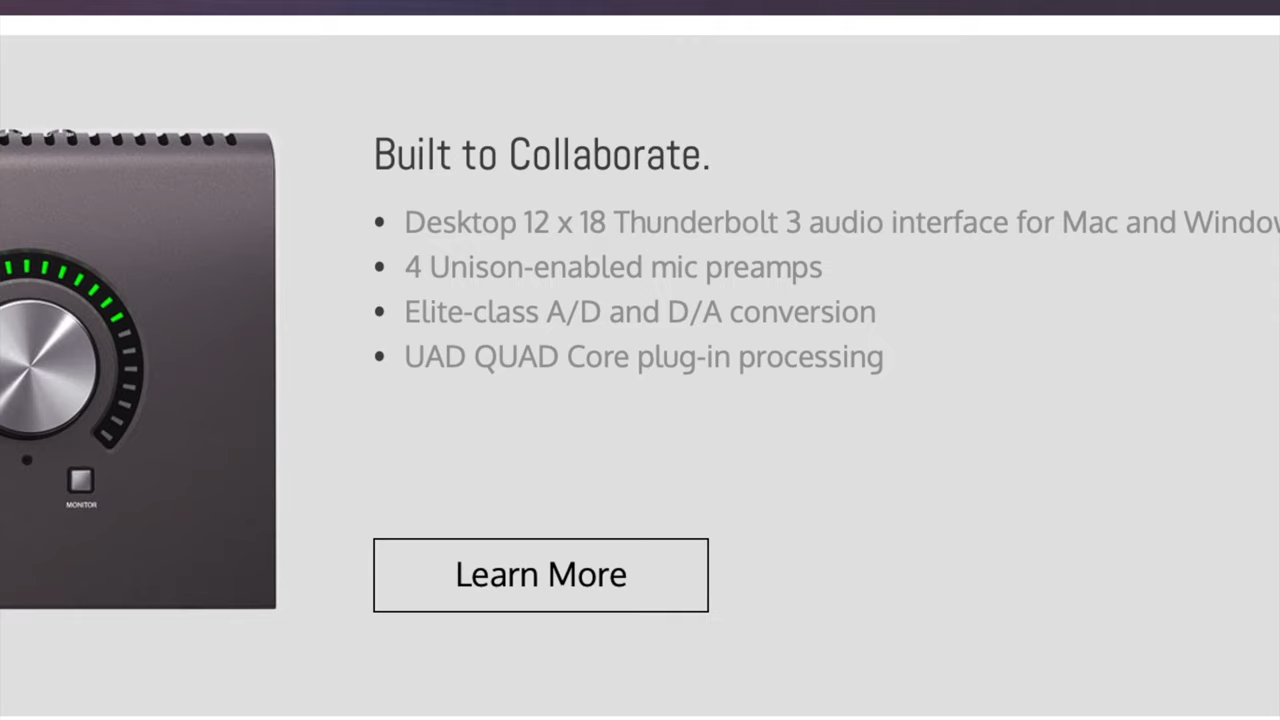 Built to Collaborate.
• Desktop 12 x 18 Thunderbolt 3 audio interface for Mac and
• 4 Unison-enabled mic preamps
• Elite-class A/D and D/A conversion
• UAD QUAD Core plug-in processing
MONITOR
Learn More